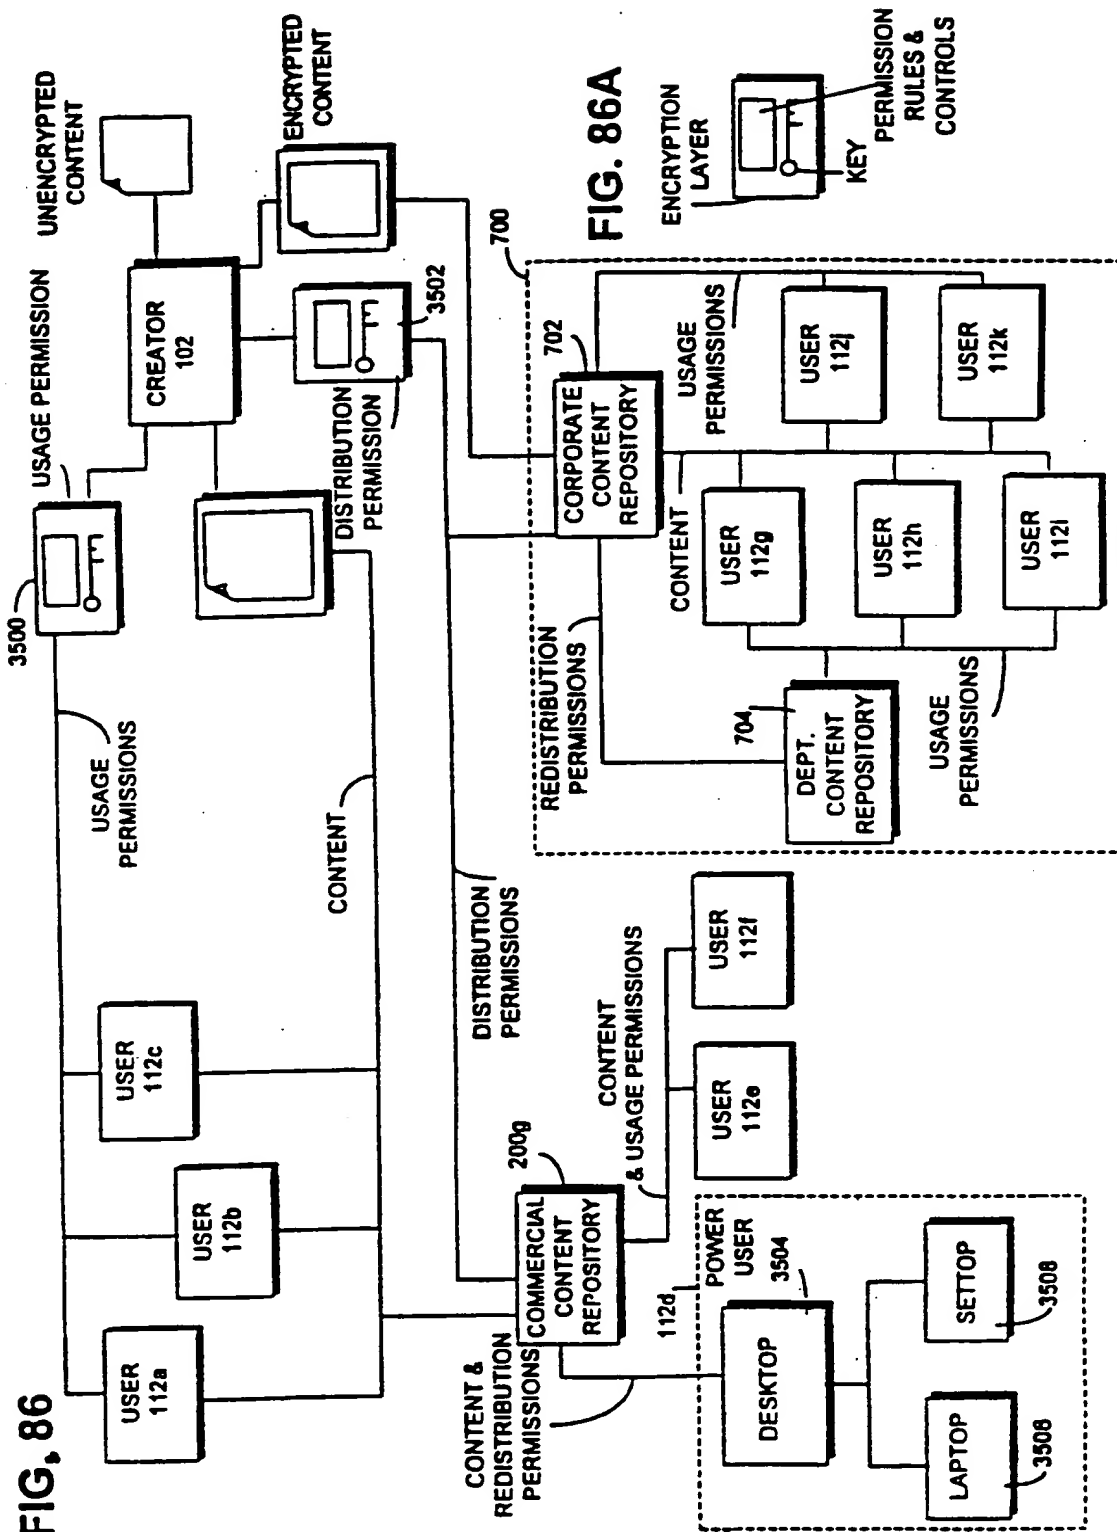 FIG. 86
3500
USAGE PERMISSION
UNENCRYPTED
CONTENT
CREATOR
102
ENCRYPTED
CONTENT
3502
DISTRIBUTION
PERMISSION
USAGE
PERMISSIONS
CONTENT
USER
112a
USER
112b
USER
112c
DISTRIBUTION
PERMISSIONS
COMMERCIAL
CONTENT
REPOSITORY
200g
CONTENT &
REDISTRIBUTION
PERMISSIONS
CONTENT
& USAGE PERMISSIONS
USER
112e
USER
112f
112d
POWER
USER
3504
DESKTOP
LAPTOP
3508
SETTOP
3508
700
702
CORPORATE
CONTENT
REPOSITORY
REDISTRIBUTION
PERMISSIONS
704
DEPT.
CONTENT
REPOSITORY
CONTENT
USAGE
PERMISSIONS
USAGE
PERMISSIONS
USER
112g
USER
112h
USER
112i
USER
112j
USER
112k
FIG. 86A
ENCRYPTION
LAYER
KEY
PERMISSION
RULES &
CONTROLS